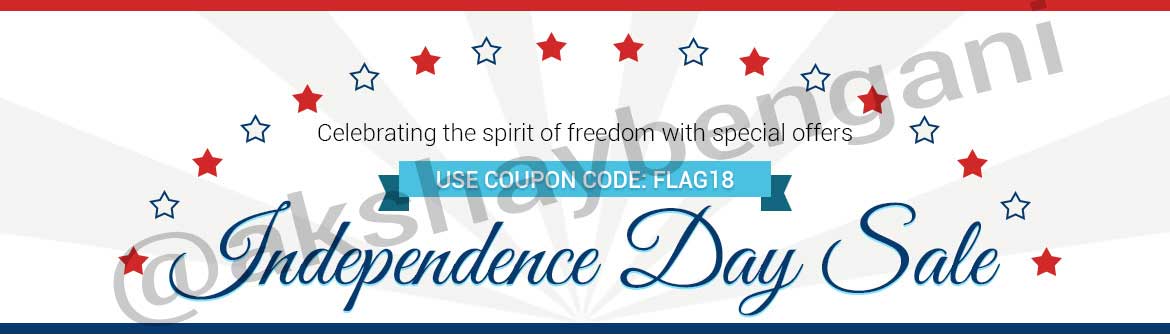 Celebrating the spirit of freedom with special offers
USE COUPON CODE: FLAG18
Independence Day Sale
@akshaybengani